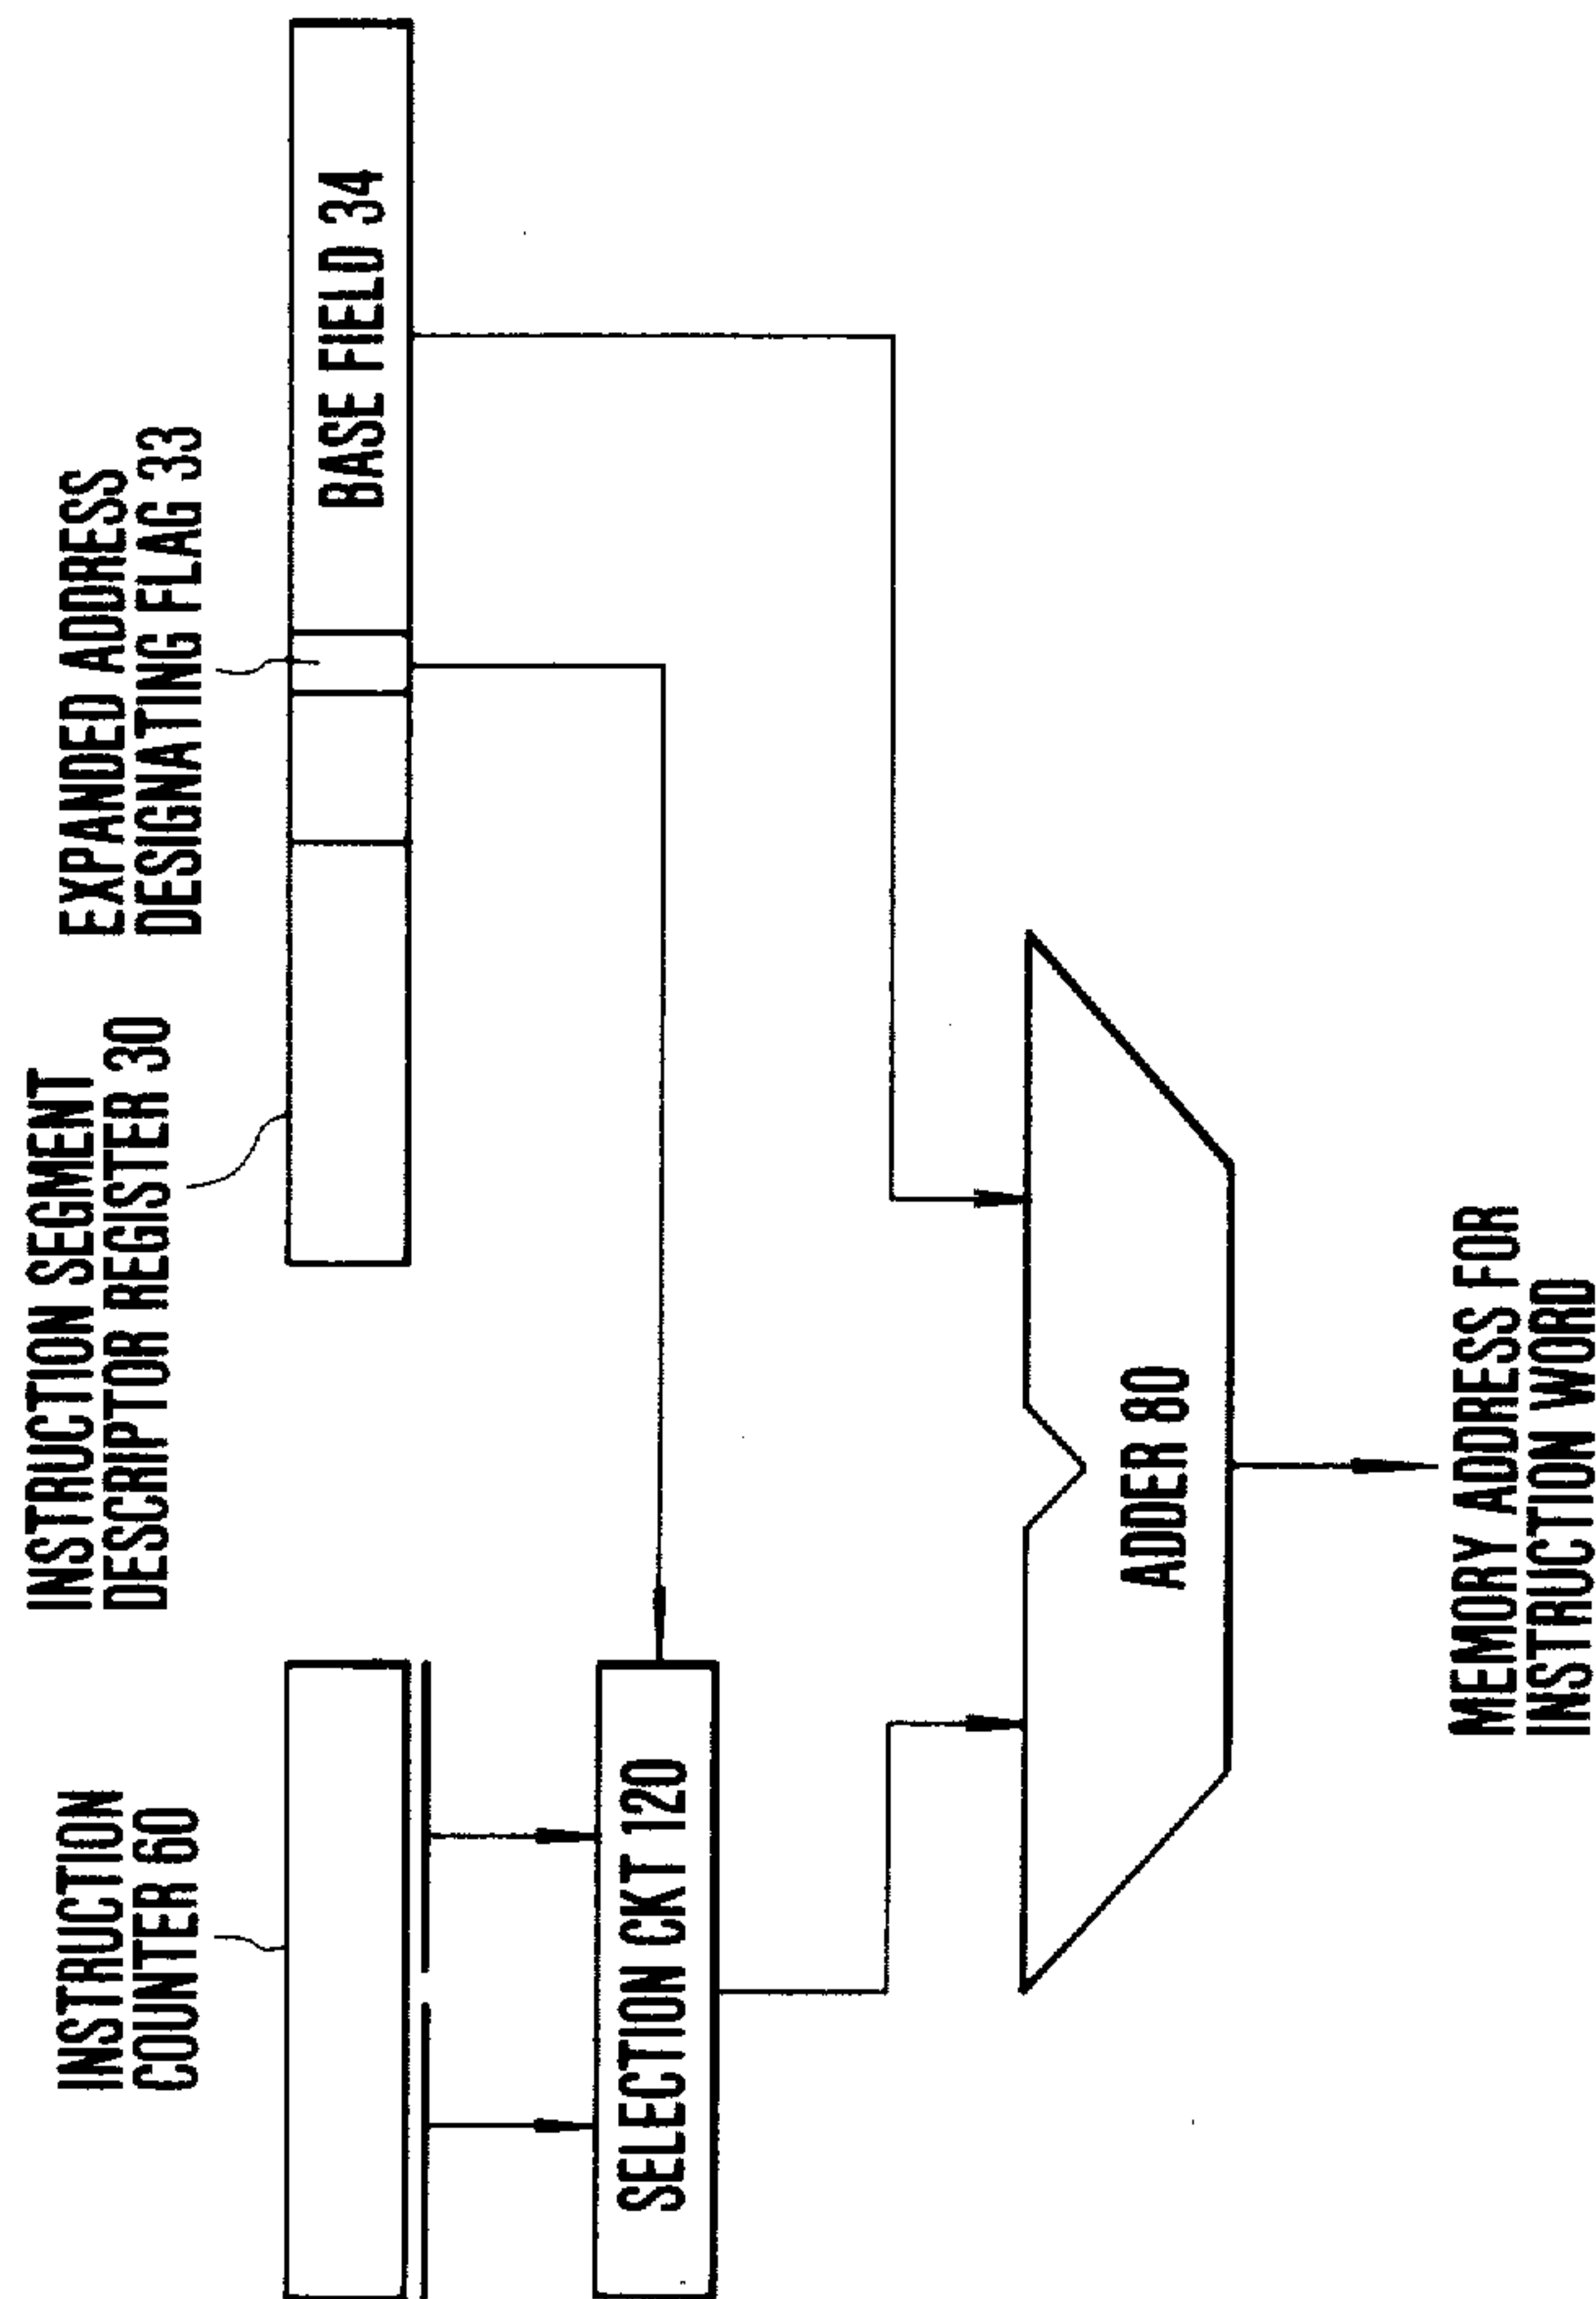 INSTRUCTION
COUNTER 60
INSTRUCTION SEGMENT
DESCRIPTOR REGISTER 30
EXPANDED ADDRESS
DESIGNATING FLAG 33
BASE FIELD 34
SELECTION CKT 120
ADDER 80
MEMORY ADDRESS FOR
INSTRUCTION WORD